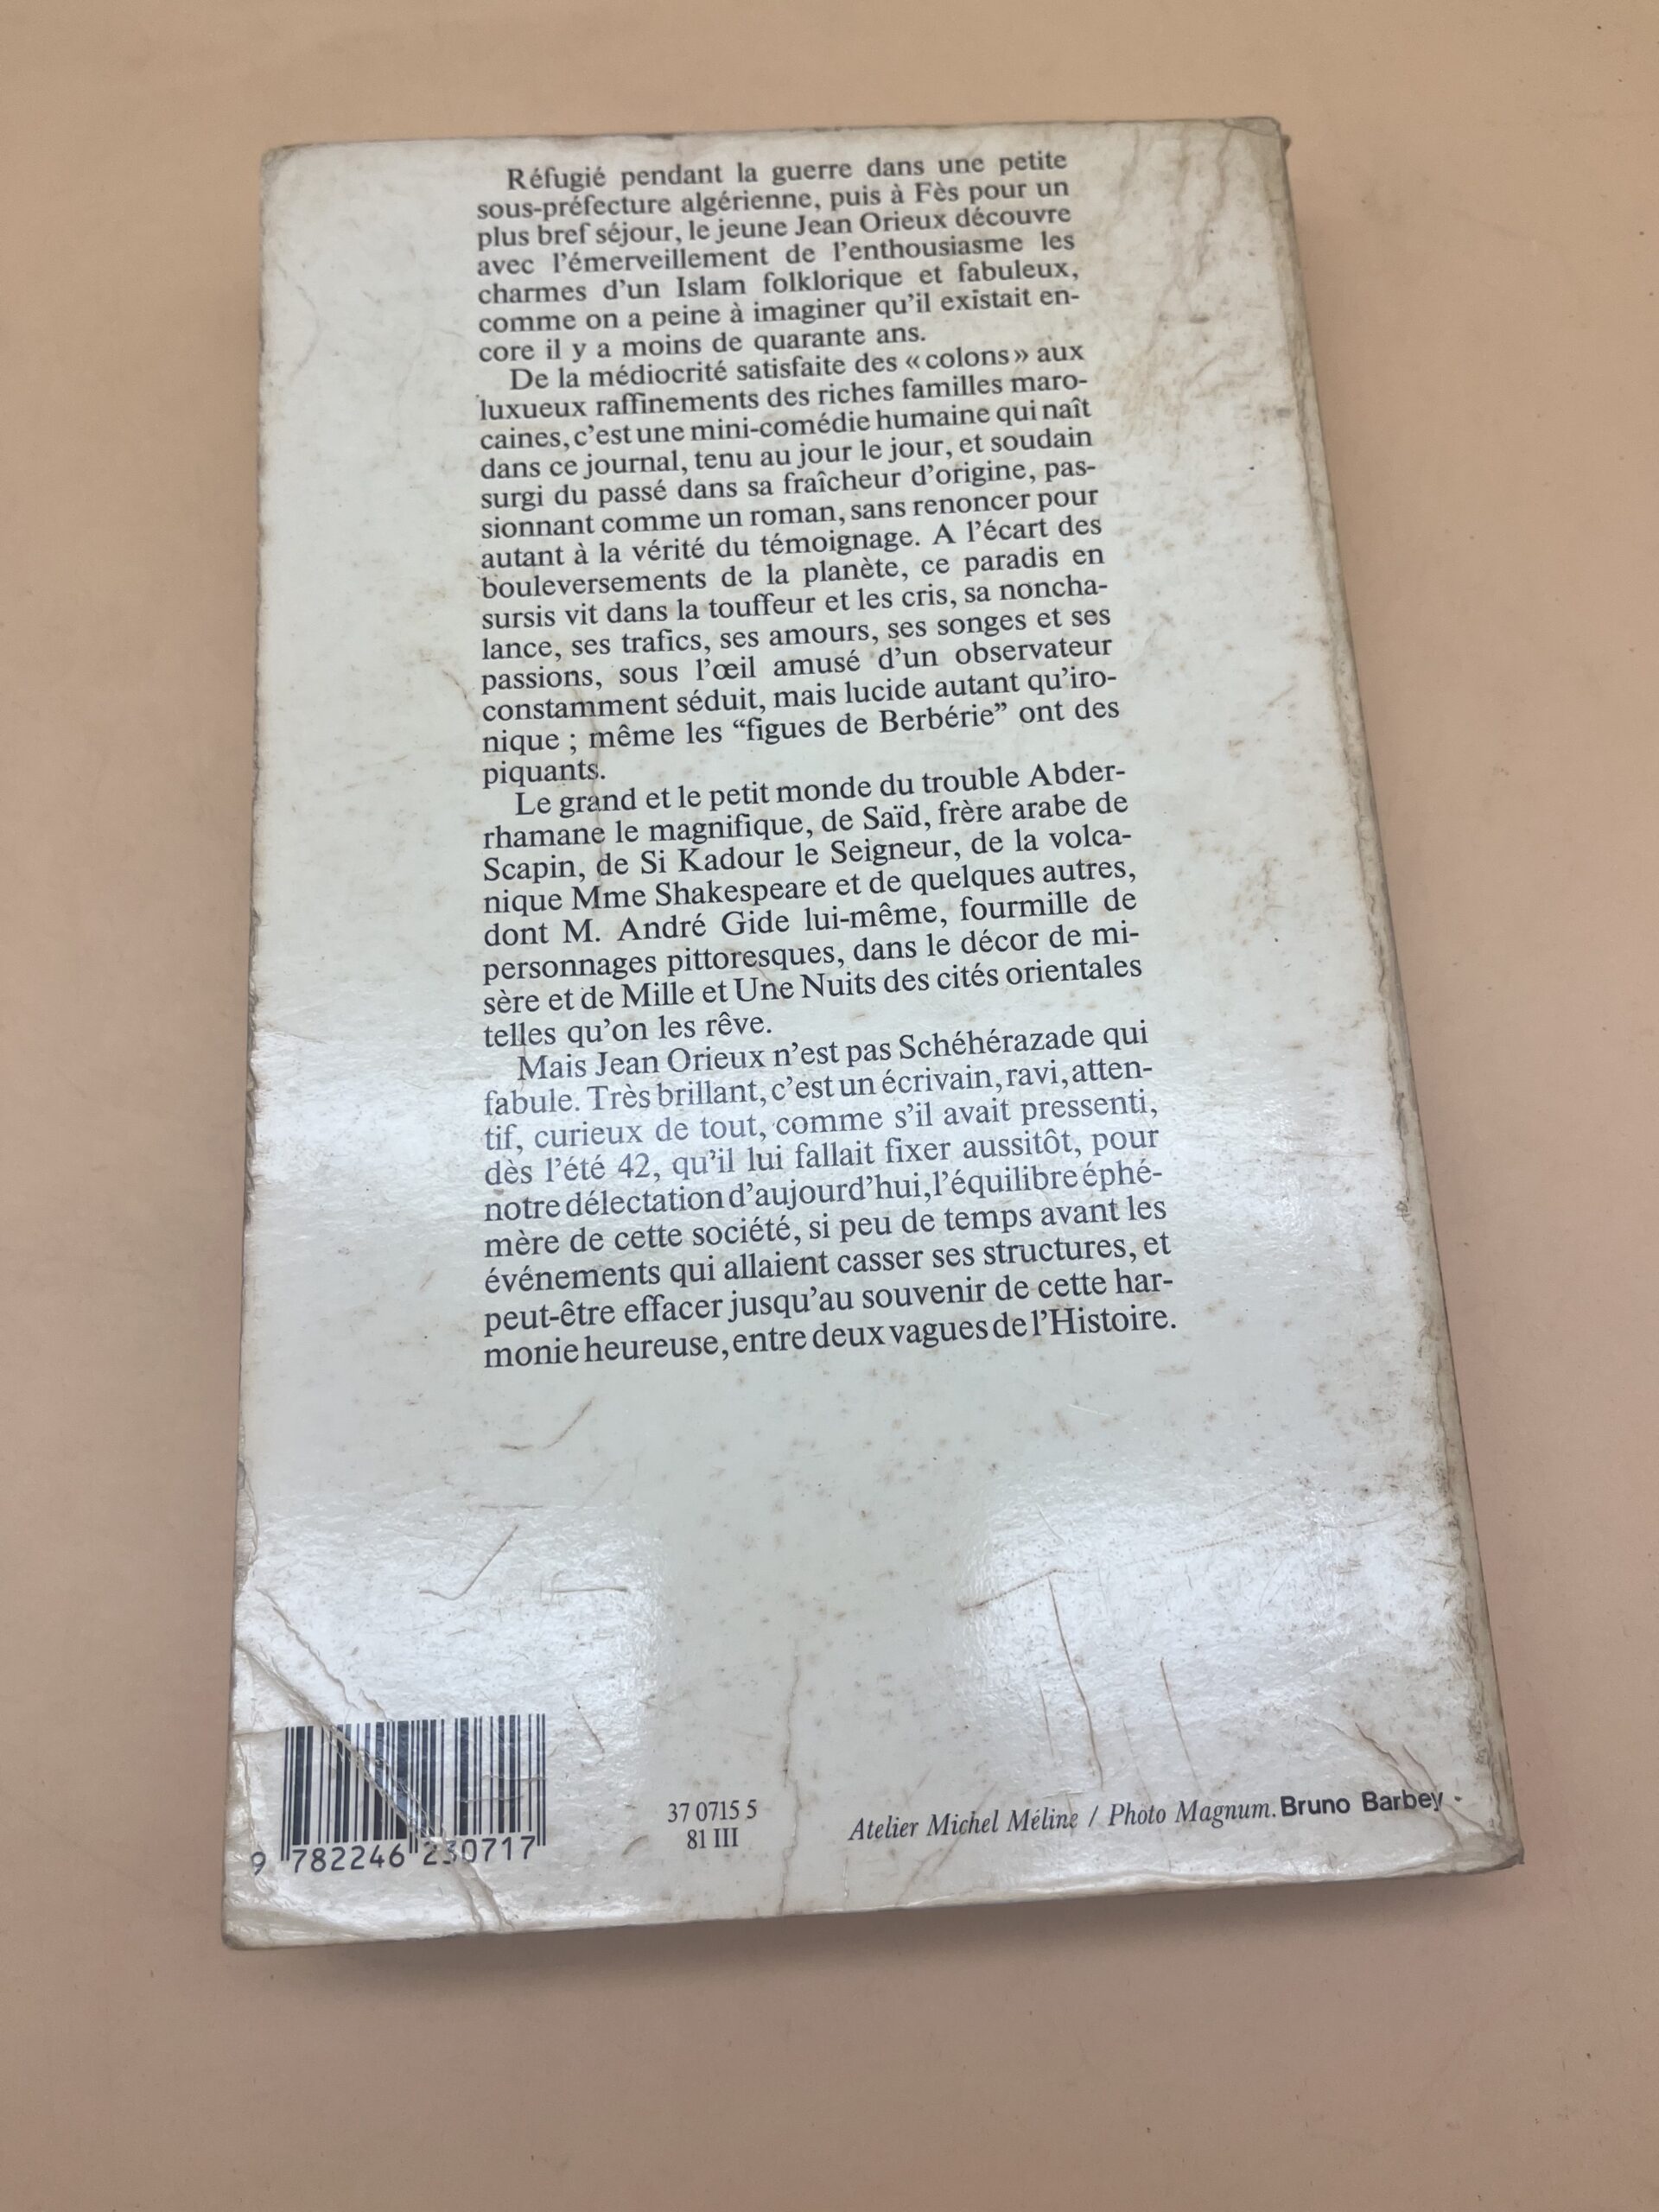 Réfugié pendant la guerre dans une petite
sous-préfecture algérienne, puis à Fès pour un
plus bref séjour, le jeune Jean Orieux découvre
avec l'émerveillement de l'enthousiasme les
charmes d'un Islam folklorique et fabuleux,
comme on a peine à imaginer qu'il existait en-
core il y a moins de quarante ans.
De la médiocrité satisfaite des «colons» aux
luxueux raffinements des riches familles maro-
caines, c'est une mini-comédie humaine qui naît
dans ce journal, tenu au jour le jour, et soudain
surgi du passé dans sa fraîcheur d'origine, pas-
sionnant comme un roman, sans renoncer pour
autant à la vérité du témoignage. A l'écart des
bouleversements de la planète, ce paradis en
sursis vit dans la touffeur et les cris, sa noncha-
lance, ses trafics, ses amours, ses songes et ses
passions, sous l'œil amusé d'un observateur
constamment séduit, mais lucide autant qu'iro-
nique ; même les “figues de Berbérie” ont des
piquants.
Le grand et le petit monde du trouble Abder-
rhamane le magnifique, de Saïd, frère arabe de
Scapin, de Si Kadour le Seigneur, de la volca-
nique Mme Shakespeare et de quelques autres,
dont M. André Gide lui-même, fourmille de
personnages pittoresques, dans le décor de mi-
sère et de Mille et Une Nuits des cités orientales
telles qu'on les rêve.
Mais Jean Orieux n'est pas Schéhérazade qui
fabule. Très brillant, c'est un écrivain, ravi, atten-
tif, curieux de tout, comme s'il avait pressenti,
dès l'été 42, qu'il lui fallait fixer aussitôt, pour
notre délectation d'aujourd'hui, l'équilibre éphé-
mère de cette société, si peu de temps avant les
événements qui allaient casser ses structures, et
peut-être effacer jusqu'au souvenir de cette har-
monie heureuse, entre deux vagues de l'Histoire.
37 0715 5
81 III
Atelier Michel Méline / Photo Magnum. Bruno Barbey
9 782246 230717